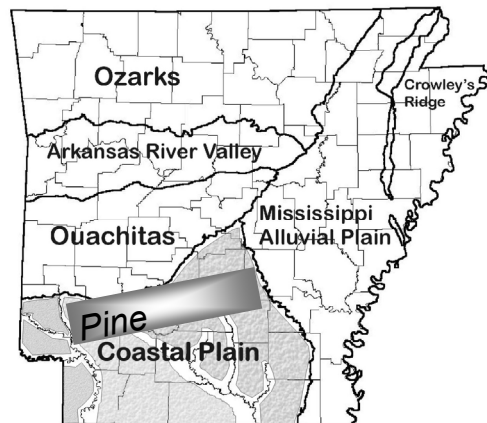 Ozarks
Crowley's
Ridge
Arkansas River Valley
Mississippi
Alluvial Plain
Ouachitas
Pine
Coastal Plain